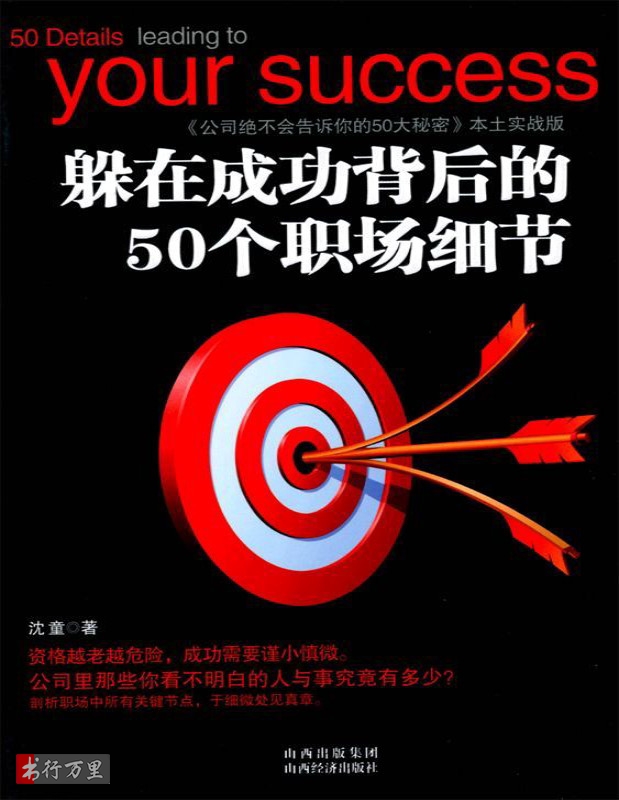 50 Details leading to
your success
《公司绝不会告诉你的50大秘密》本土实战版
躲在成功背后的
50个职场细节
沈童◎著
资格越老越危险，成功需要谨小慎微。
公司里那些你看不明白的人与事究竟有多少？
剖析职场中所有关键节点，于细微处见真章。
山西出版集团
山西经济出版社
书行万里